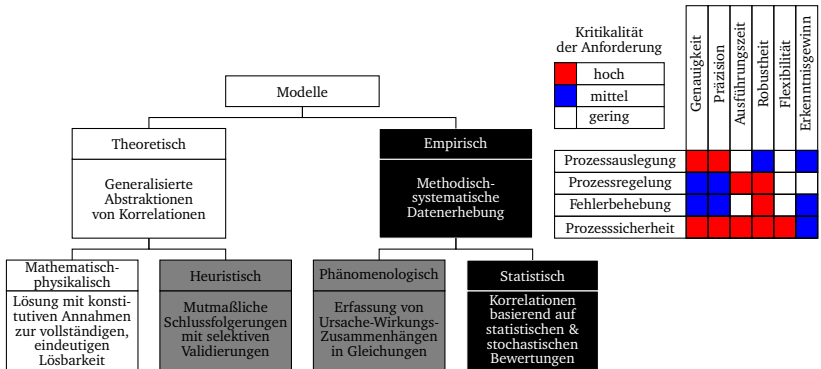 Modelle
Theoretisch
Generalisierte
Abstraktionen
von Korrelationen
Empirisch
Methodisch-
systematische
Datenerhebung
Mathematisch-
physikalisch
Lösung mit konsti-
tutiven Annahmen
zur vollständigen,
eindeutigen
Lösbarkeit
Heuristisch
Mutmaßliche
Schlussfolgerungen
mit selektiven
Validierungen
Phänomenologisch
Erfassung von
Ursache-Wirkungs-
Zusammenhängen
in Gleichungen
Statistisch
Korrelationen
basierend auf
statistischen &
stochastischen
Bewertungen
Kritikalität
der Anforderung
hoch
mittel
gering
Genauigkeit
Präzision
Ausführungszeit
Robustheit
Flexibilität
Erkenntnisgewinn
Prozessauslegung
Prozessregelung
Fehlerbehebung
Prozesssicherheit